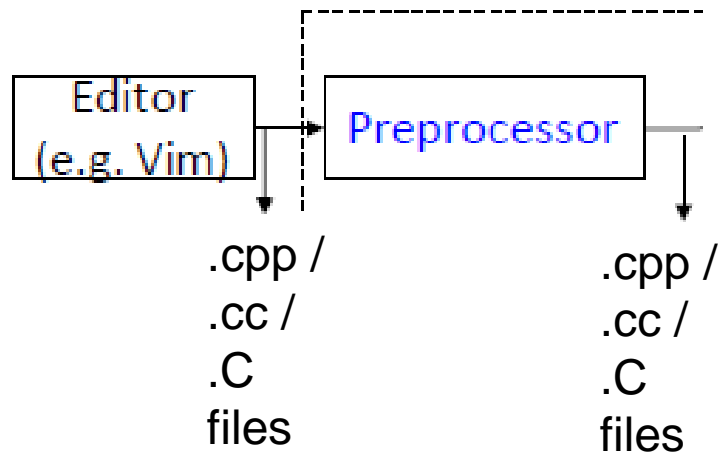 Editor
(e.g. Vim)
Preprocessor
.cpp /
.cc /
.C
files
.cpp /
.cc /
.C
files